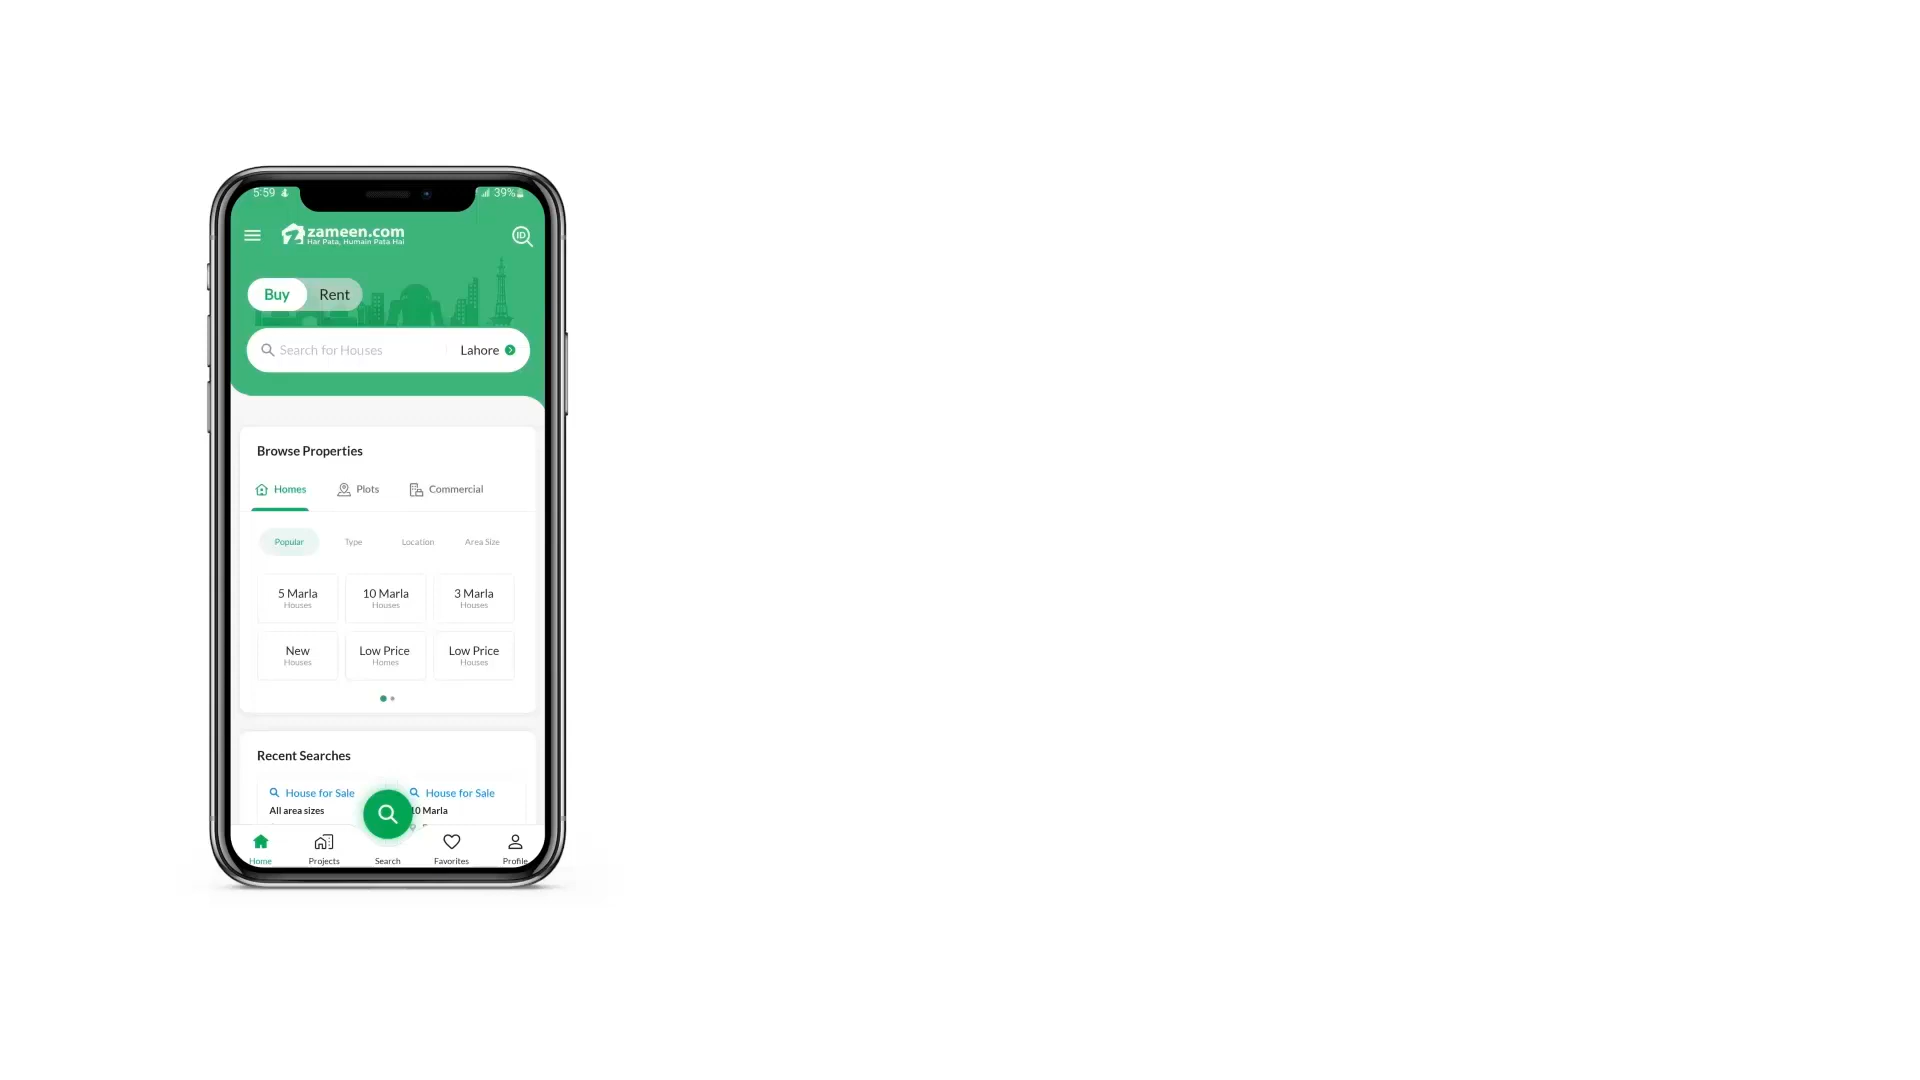 5:59
39%
zameen.com
Har Pata, Humain Pata Hai
ID
Buy Rent
Search for Houses Lahore
Browse Properties
Homes Plots Commercial
Popular Type Location Area Size
5 Marla 10 Marla 3 Marla
Houses Houses Houses
New Low Price Low Price
Houses Homes Houses
Recent Searches
House for Sale House for Sale
All area sizes 10 Marla
Home Projects Search Favorites Profile